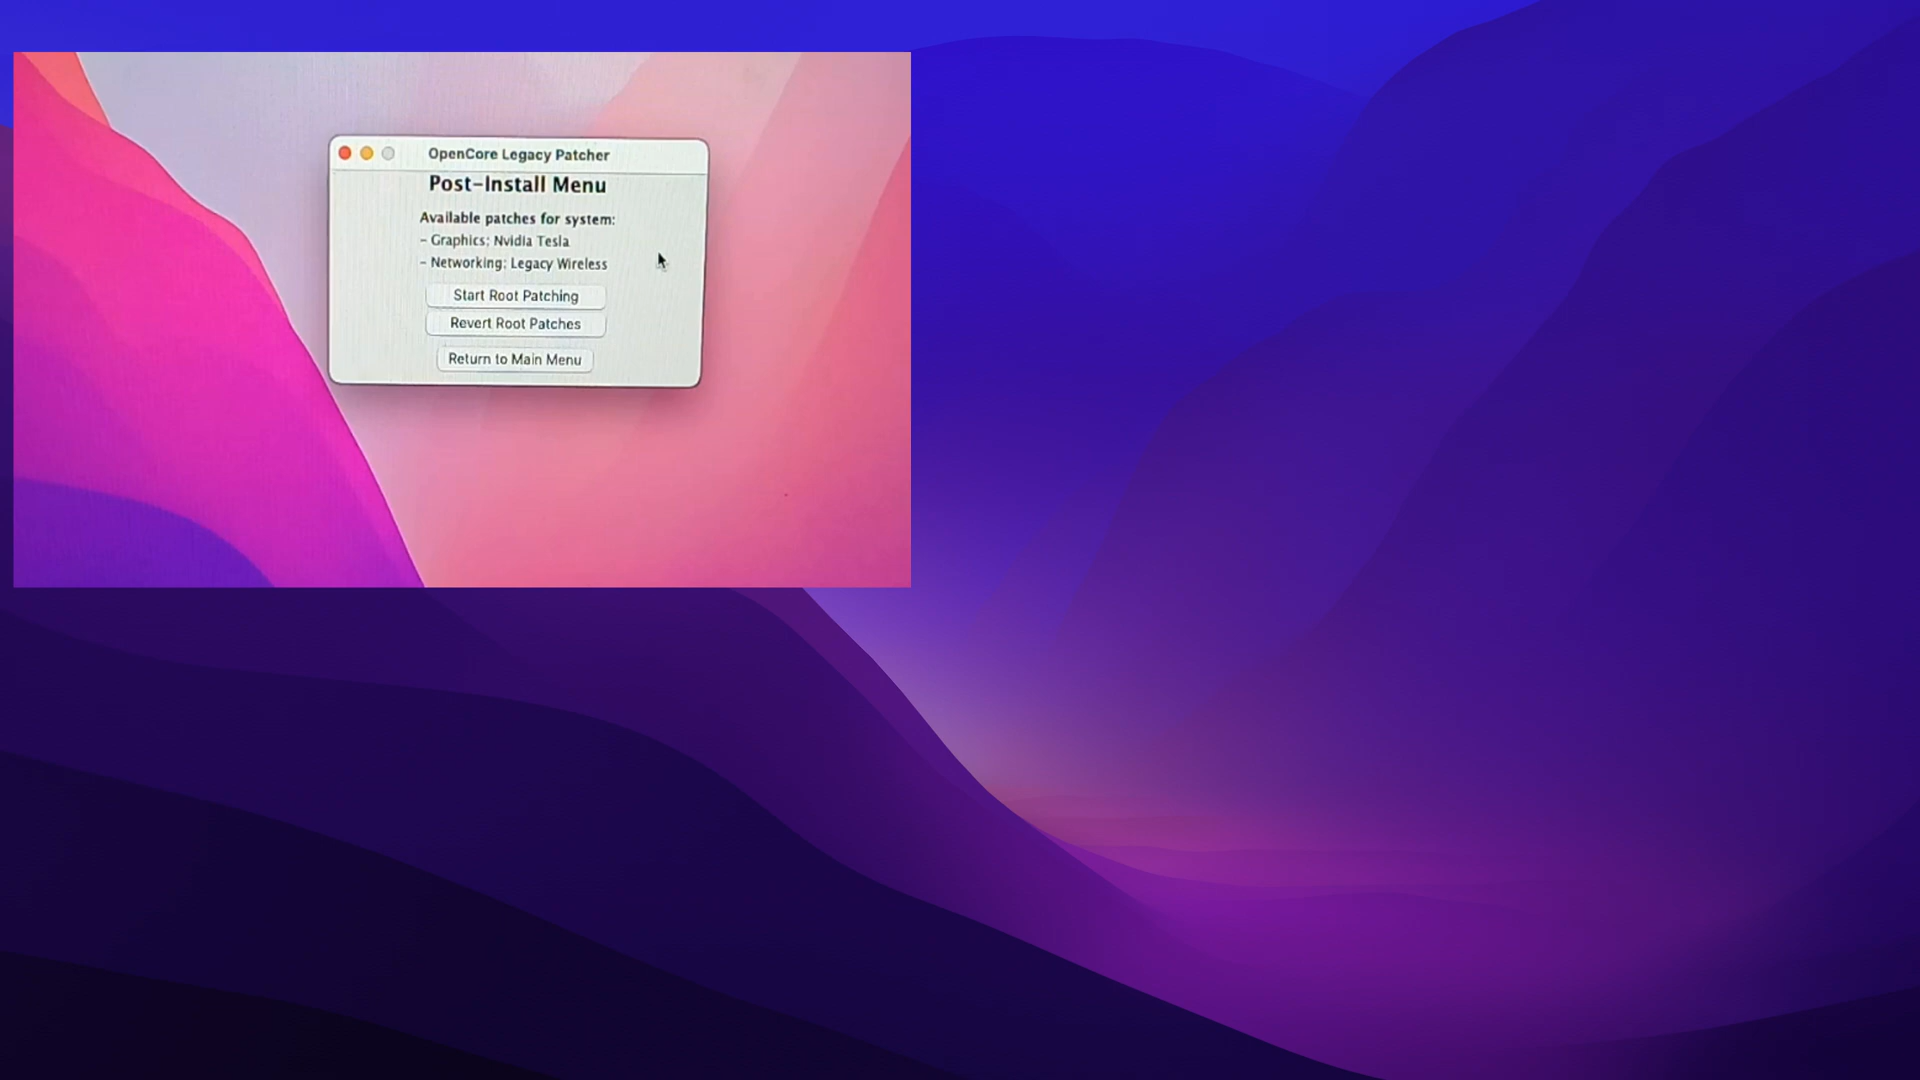 OpenCore Legacy Patcher
Post-Install Menu
Available patches for system:
- Graphics: Nvidia Tesla
- Networking: Legacy Wireless
Start Root Patching
Revert Root Patches
Return to Main Menu